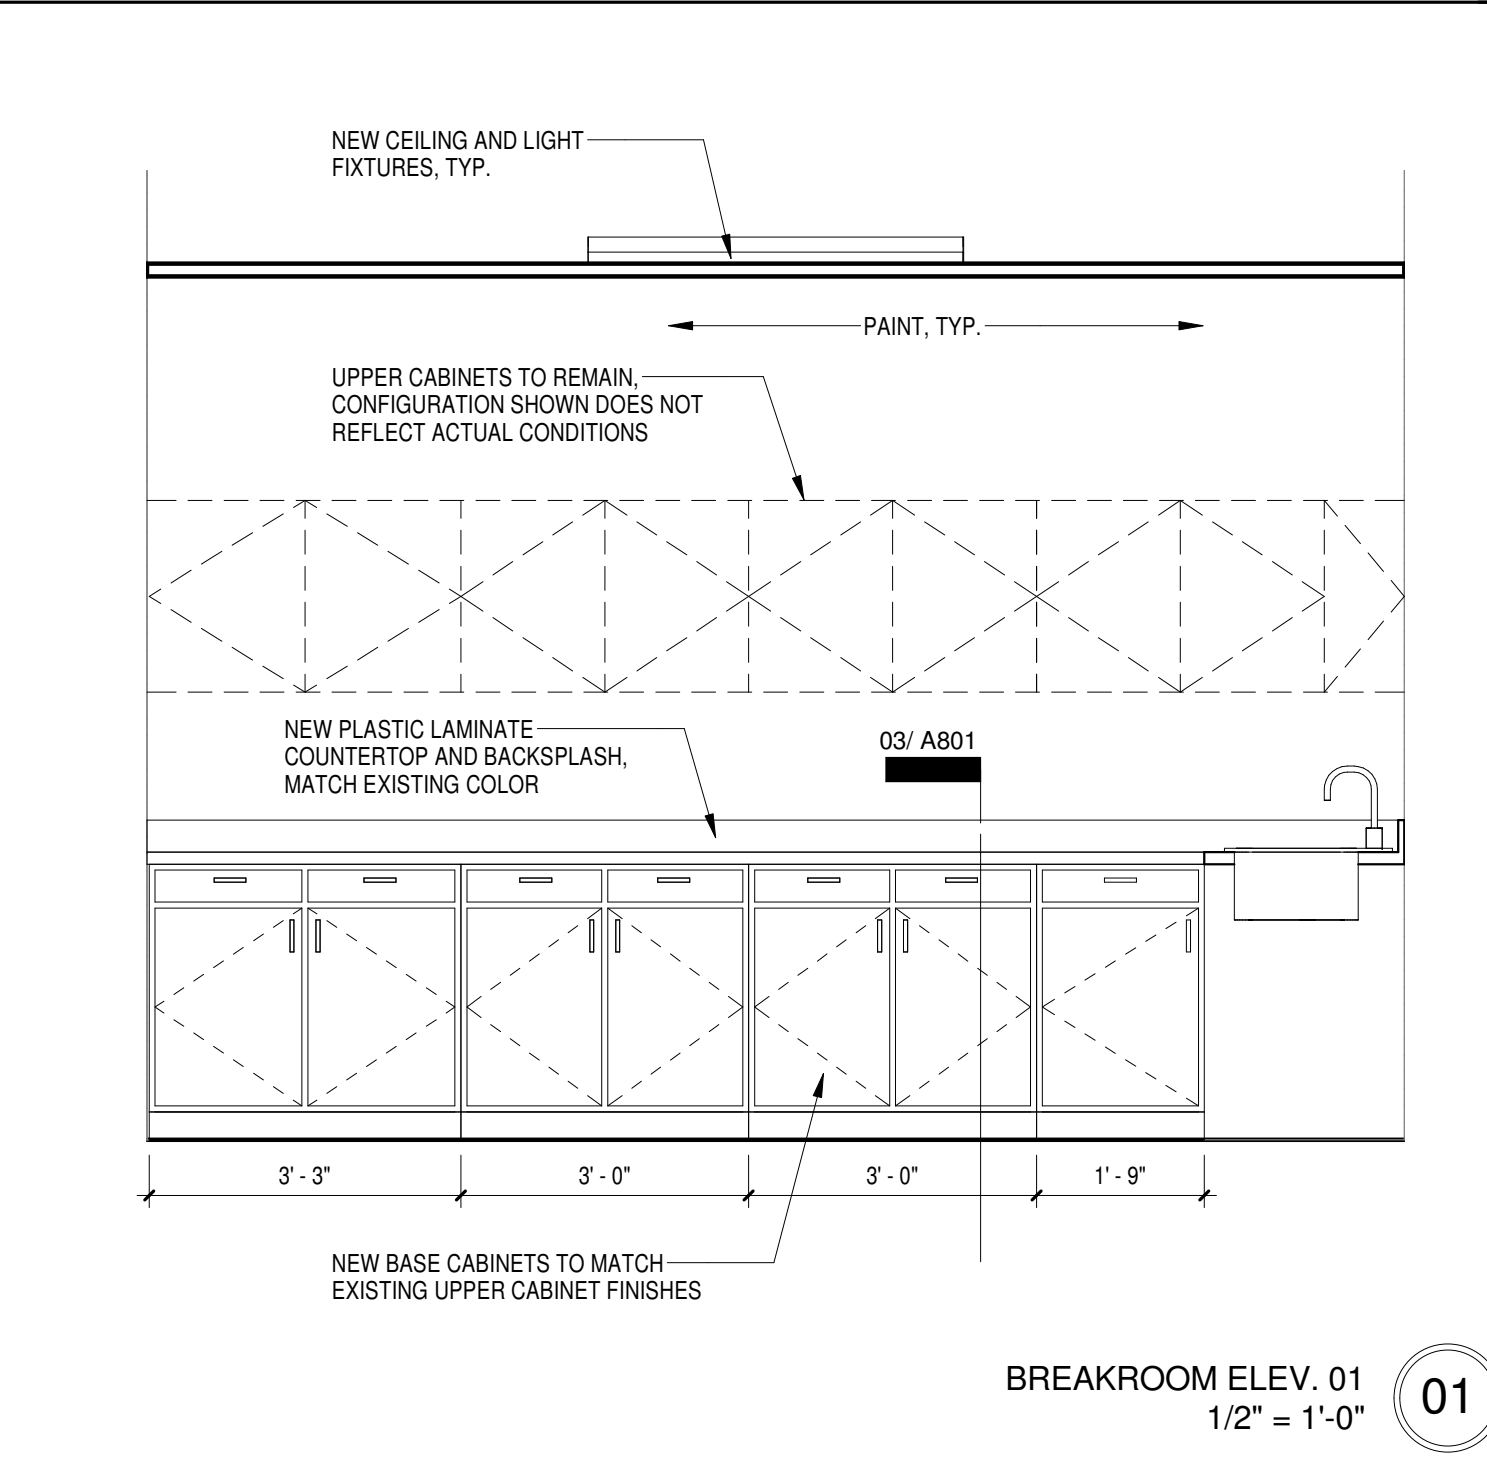 NEW CEILING AND LIGHT
FIXTURES, TYP.
PAINT, TYP.
UPPER CABINETS TO REMAIN,
CONFIGURATION SHOWN DOES NOT
REFLECT ACTUAL CONDITIONS
NEW PLASTIC LAMINATE
COUNTERTOP AND BACKSPLASH,
MATCH EXISTING COLOR
03/ A801
3' - 3"
3' - 0"
3' - 0"
1' - 9"
NEW BASE CABINETS TO MATCH
EXISTING UPPER CABINET FINISHES
BREAKROOM ELEV. 01
1/2" = 1'-0"
01